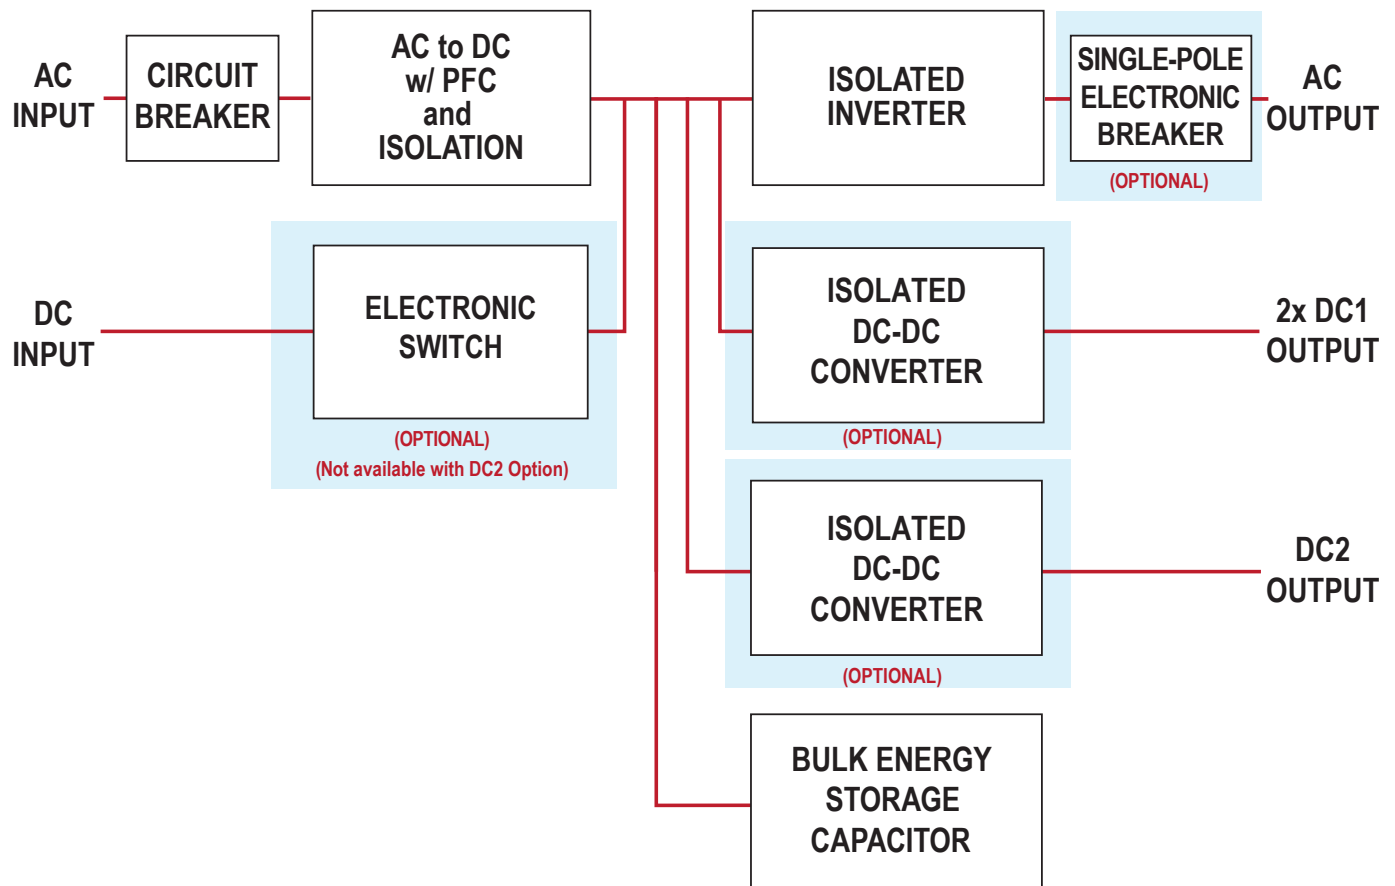 AC
INPUT
CIRCUIT
BREAKER
AC to DC
w/ PFC
and
ISOLATION
ISOLATED
INVERTER
SINGLE-POLE
ELECTRONIC
BREAKER
(OPTIONAL)
AC
OUTPUT
DC
INPUT
ELECTRONIC
SWITCH
(OPTIONAL)
(Not available with DC2 Option)
ISOLATED
DC-DC
CONVERTER
(OPTIONAL)
2x DC1
OUTPUT
ISOLATED
DC-DC
CONVERTER
(OPTIONAL)
DC2
OUTPUT
BULK ENERGY
STORAGE
CAPACITOR